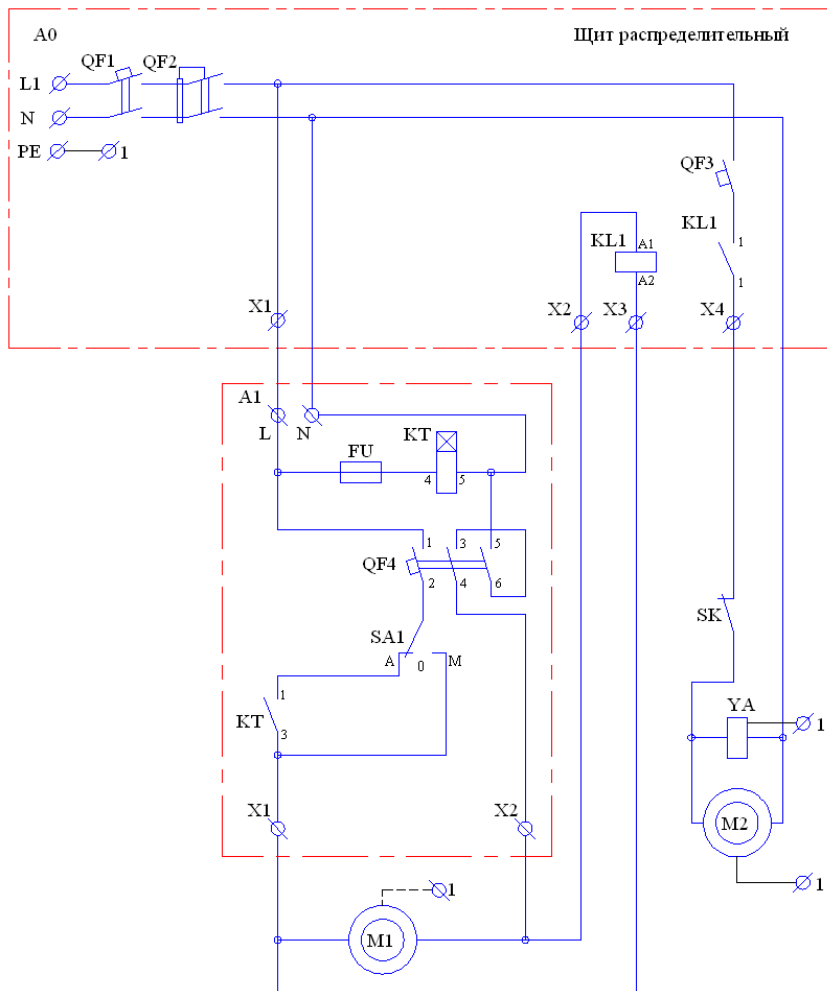 A0
Щит распределительный
QF1 QF2
L1
N
PE 1
QF3
KL1 A1
A2
KL1 1
1
X1 X2 X3 X4
A1
L N KT
FU
4 5
1 3 5
QF4
2 4 6
SA1
A 0 M
SK
1
KT
3
YA 1
X1 X2
M2
1
1
M1